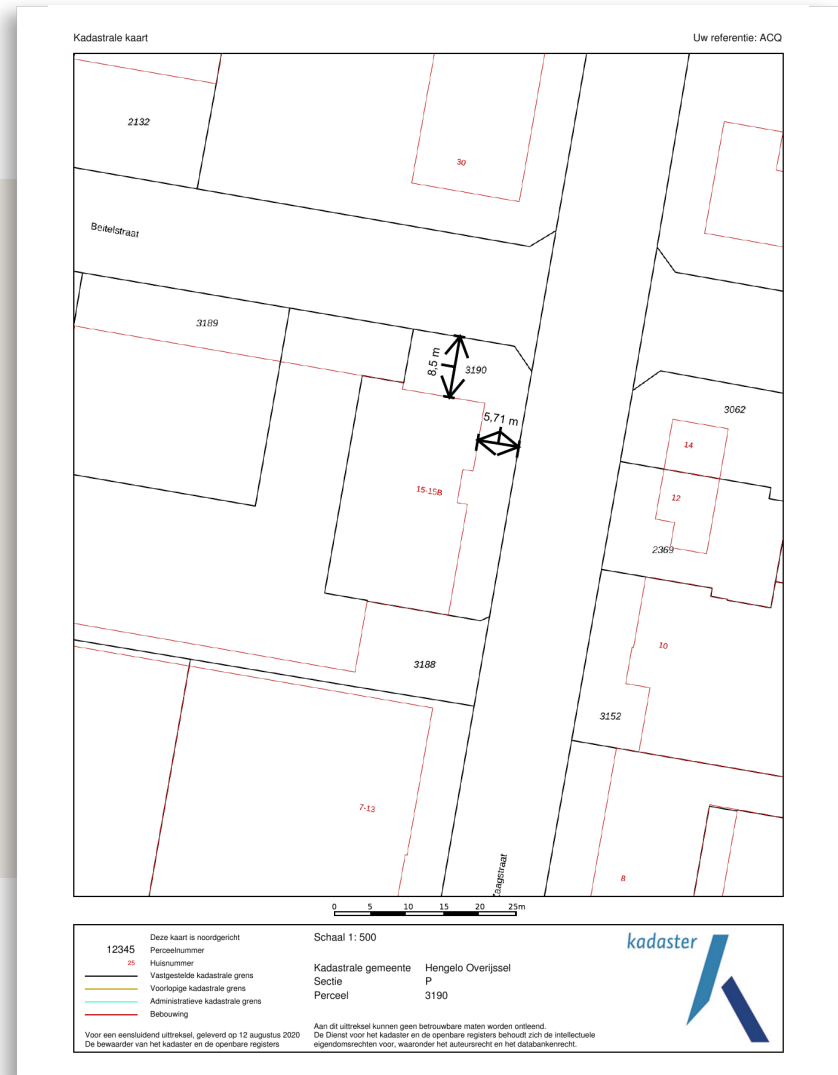 Kadastrale kaart
Uw referentie: ACQ
2132
30
Beitelstraat
3189
8,5 m
3190
5,71 m
3062
14
12
15-15B
2369
10
3188
3152
7-13
8
0 5 10 15 20 25m
12345
25
Deze kaart is noordgericht
Perceelnummer
Huisnummer
Vastgestelde kadastrale grens
Voorlopige kadastrale grens
Administratieve kadastrale grens
Bebouwing
Voor een eensluidend uittreksel, geleverd op 12 augustus 2020
De bewaarder van het kadaster en de openbare registers
Schaal 1: 500
Kadastrale gemeente Hengelo Overijssel
Sectie P
Perceel 3190
Aan dit uittreksel kunnen geen betrouwbare maten worden ontleend.
De Dienst voor het kadaster en de openbare registers behoudt zich de intellectuele
eigendomsrechten voor, waaronder het auteursrecht en het databankenrecht.
kadaster